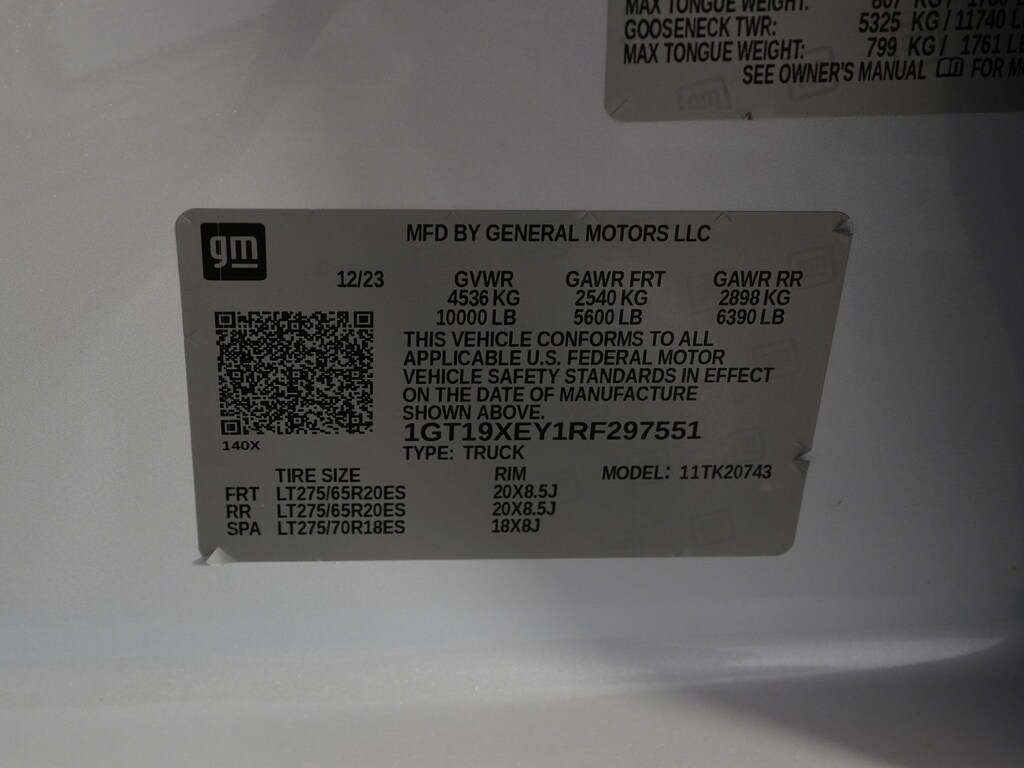 MAX TONGUE WEIGHT: 807 KG /
GOOSENECK TWR: 5325 KG / 11740 L
MAX TONGUE WEIGHT: 799 KG / 1761 LB
SEE OWNER'S MANUAL FOR M
gm
MFD BY GENERAL MOTORS LLC
12/23 GVWR GAWR FRT GAWR RR
4536 KG 2540 KG 2898 KG
10000 LB 5600 LB 6390 LB
THIS VEHICLE CONFORMS TO ALL
APPLICABLE U.S. FEDERAL MOTOR
VEHICLE SAFETY STANDARDS IN EFFECT
ON THE DATE OF MANUFACTURE
SHOWN ABOVE.
140X
1GT19XEY1RF297551
TYPE: TRUCK
TIRE SIZE RIM MODEL: 11TK20743
FRT LT275/65R20ES 20X8.5J
RR LT275/65R20ES 20X8.5J
SPA LT275/70R18ES 18X8J